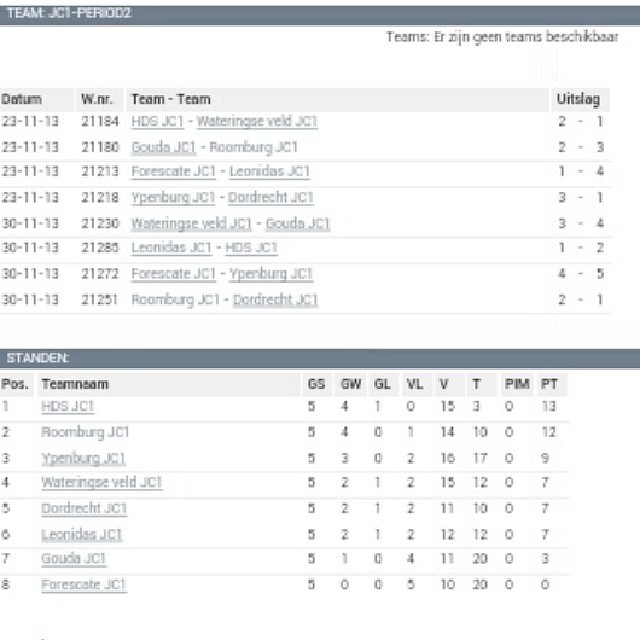 TEAM: JC1-PERIOD2
Teams: Er zijn geen teams beschikbaar
Datum W.nr. Team - Team Uitslag
23-11-13 21184 HDS JC1 - Wateringse veld JC1 2 - 1
23-11-13 21180 Gouda JC1 - Roomburg JC1 2 - 3
23-11-13 21213 Forescate JC1 - Leonidas JC1 1 - 4
23-11-13 21218 Ypenburg JC1 - Dordrecht JC1 3 - 1
30-11-13 21230 Wateringse veld JC1 - Gouda JC1 3 - 4
30-11-13 21285 Leonidas JC1 - HDS JC1 1 - 2
30-11-13 21272 Forescate JC1 - Ypenburg JC1 4 - 5
30-11-13 21251 Roomburg JC1 - Dordrecht JC1 2 - 1
STANDEN:
Pos. Teamnaam GS GW GL VL V T PIM PT
1 HDS JC1 5 4 1 0 15 3 0 13
2 Roomburg JC1 5 4 0 1 14 10 0 12
3 Ypenburg JC1 5 3 0 2 16 17 0 9
4 Wateringse veld JC1 5 2 1 2 15 12 0 7
5 Dordrecht JC1 5 2 1 2 11 10 0 7
6 Leonidas JC1 5 2 1 2 12 12 0 7
7 Gouda JC1 5 1 0 4 11 20 0 3
8 Forescate JC1 5 0 0 5 10 20 0 0